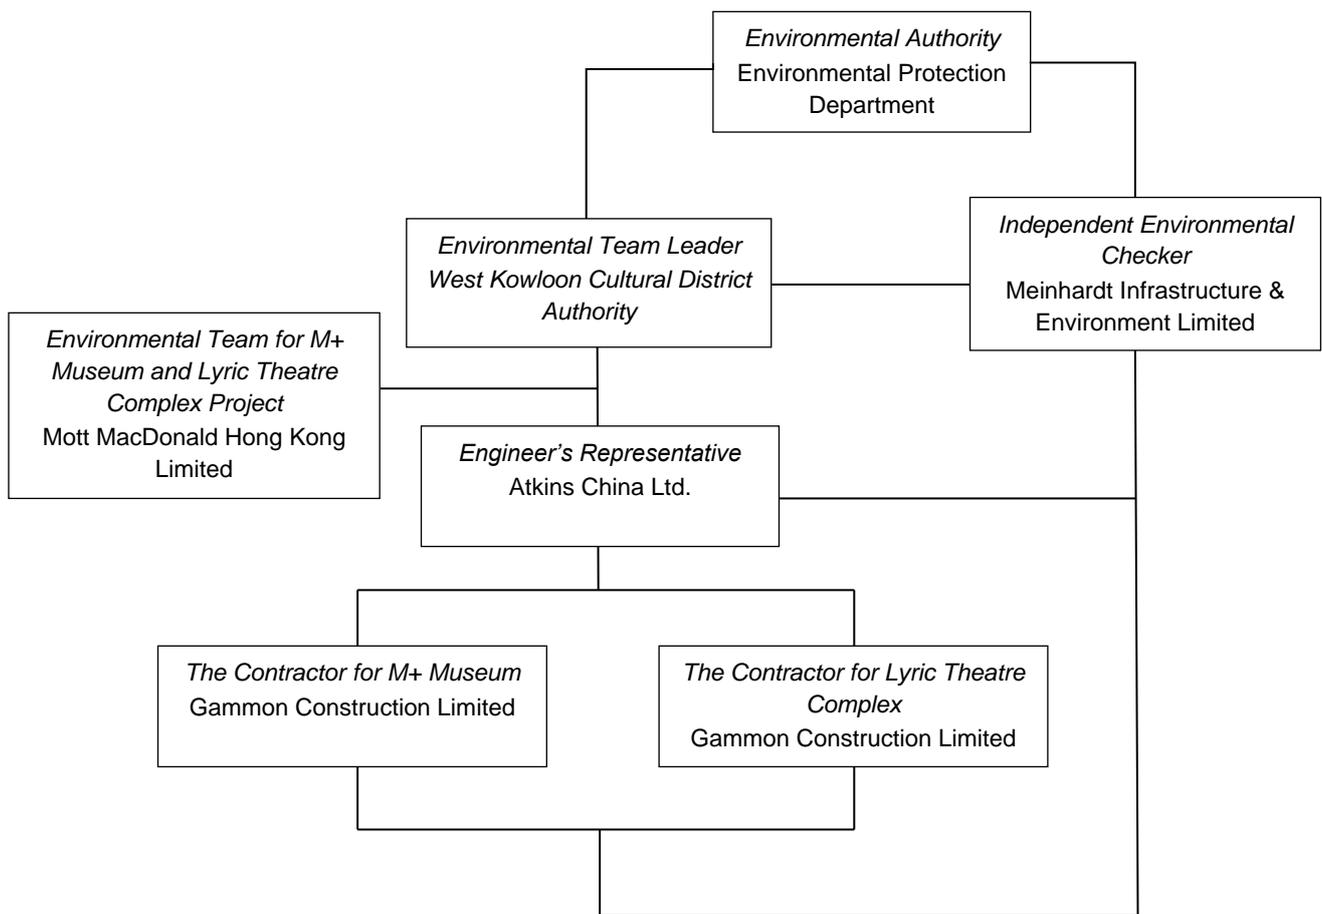 Environmental Authority
Environmental Protection
Department
Environmental Team Leader
West Kowloon Cultural District
Authority
Independent Environmental
Checker
Meinhardt Infrastructure &
Environment Limited
Environmental Team for M+
Museum and Lyric Theatre
Complex Project
Mott MacDonald Hong Kong
Limited
Engineer’s Representative
Atkins China Ltd.
The Contractor for M+ Museum
Gammon Construction Limited
The Contractor for Lyric Theatre
Complex
Gammon Construction Limited